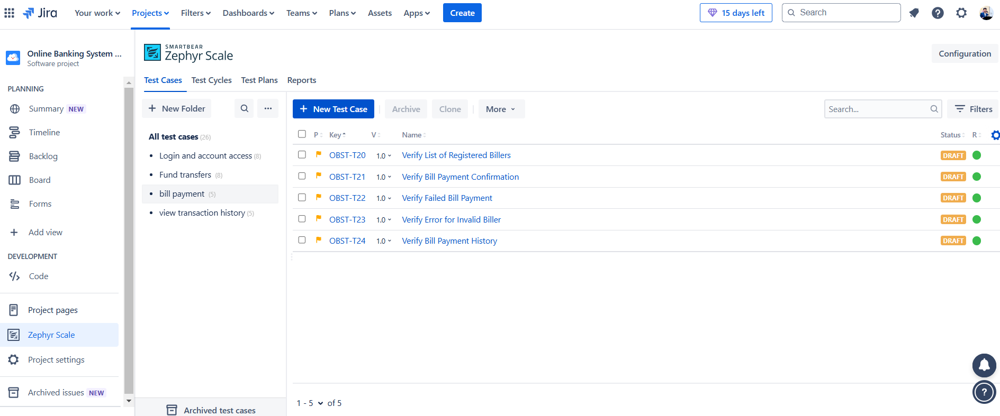 Jira Your work Projects Filters Dashboards Teams Plans Assets Apps Create 15 days left Search
Online Banking System ...
Software project
PLANNING
Summary NEW
Timeline
Backlog
Board
Forms
Add view
DEVELOPMENT
Code
Project pages
Zephyr Scale
Project settings
Archived issues NEW
SMARTBEAR
Zephyr Scale
Configuration
Test Cases Test Cycles Test Plans Reports
+ New Folder ...
All test cases (26)
• Login and account access (8)
• Fund transfers (8)
• bill payment (5)
• view transaction history (5)
Archived test cases
+ New Test Case Archive Clone More Search... Filters
P Key V Name Status R
OBST-T20 1.0 Verify List of Registered Billers DRAFT
OBST-T21 1.0 Verify Bill Payment Confirmation DRAFT
OBST-T22 1.0 Verify Failed Bill Payment DRAFT
OBST-T23 1.0 Verify Error for Invalid Biller DRAFT
OBST-T24 1.0 Verify Bill Payment History DRAFT
1 - 5 of 5